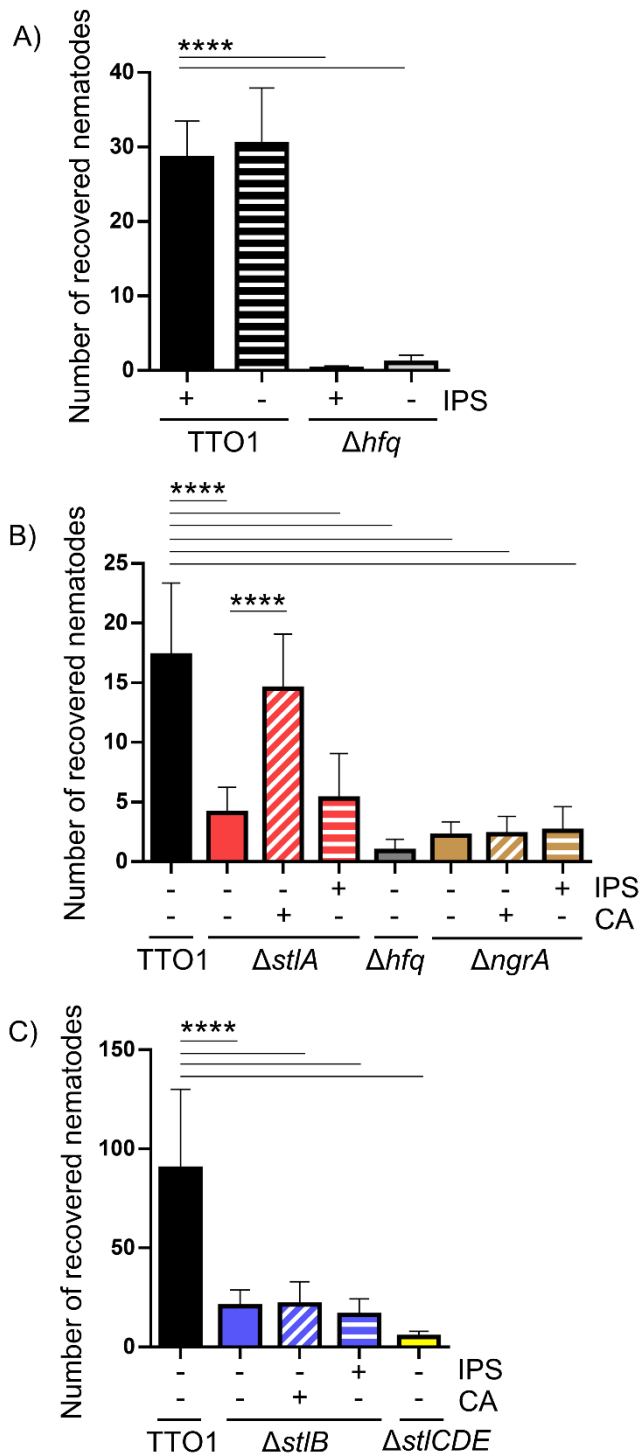 A)
Number of recovered nematodes
****
40
30
20
10
0
+ - + - IPS
TTO1 Δhfq
B)
Number of recovered nematodes
****
25
****
20
15
10
5
0
- - - + - - - + IPS
- - + - - - + - CA
TTO1 ΔstlA Δhfq ΔngrA
C)
Number of recovered nematodes
****
150
100
50
0
- - - + - IPS
- - + - - CA
TTO1 ΔstlB ΔstlCDE